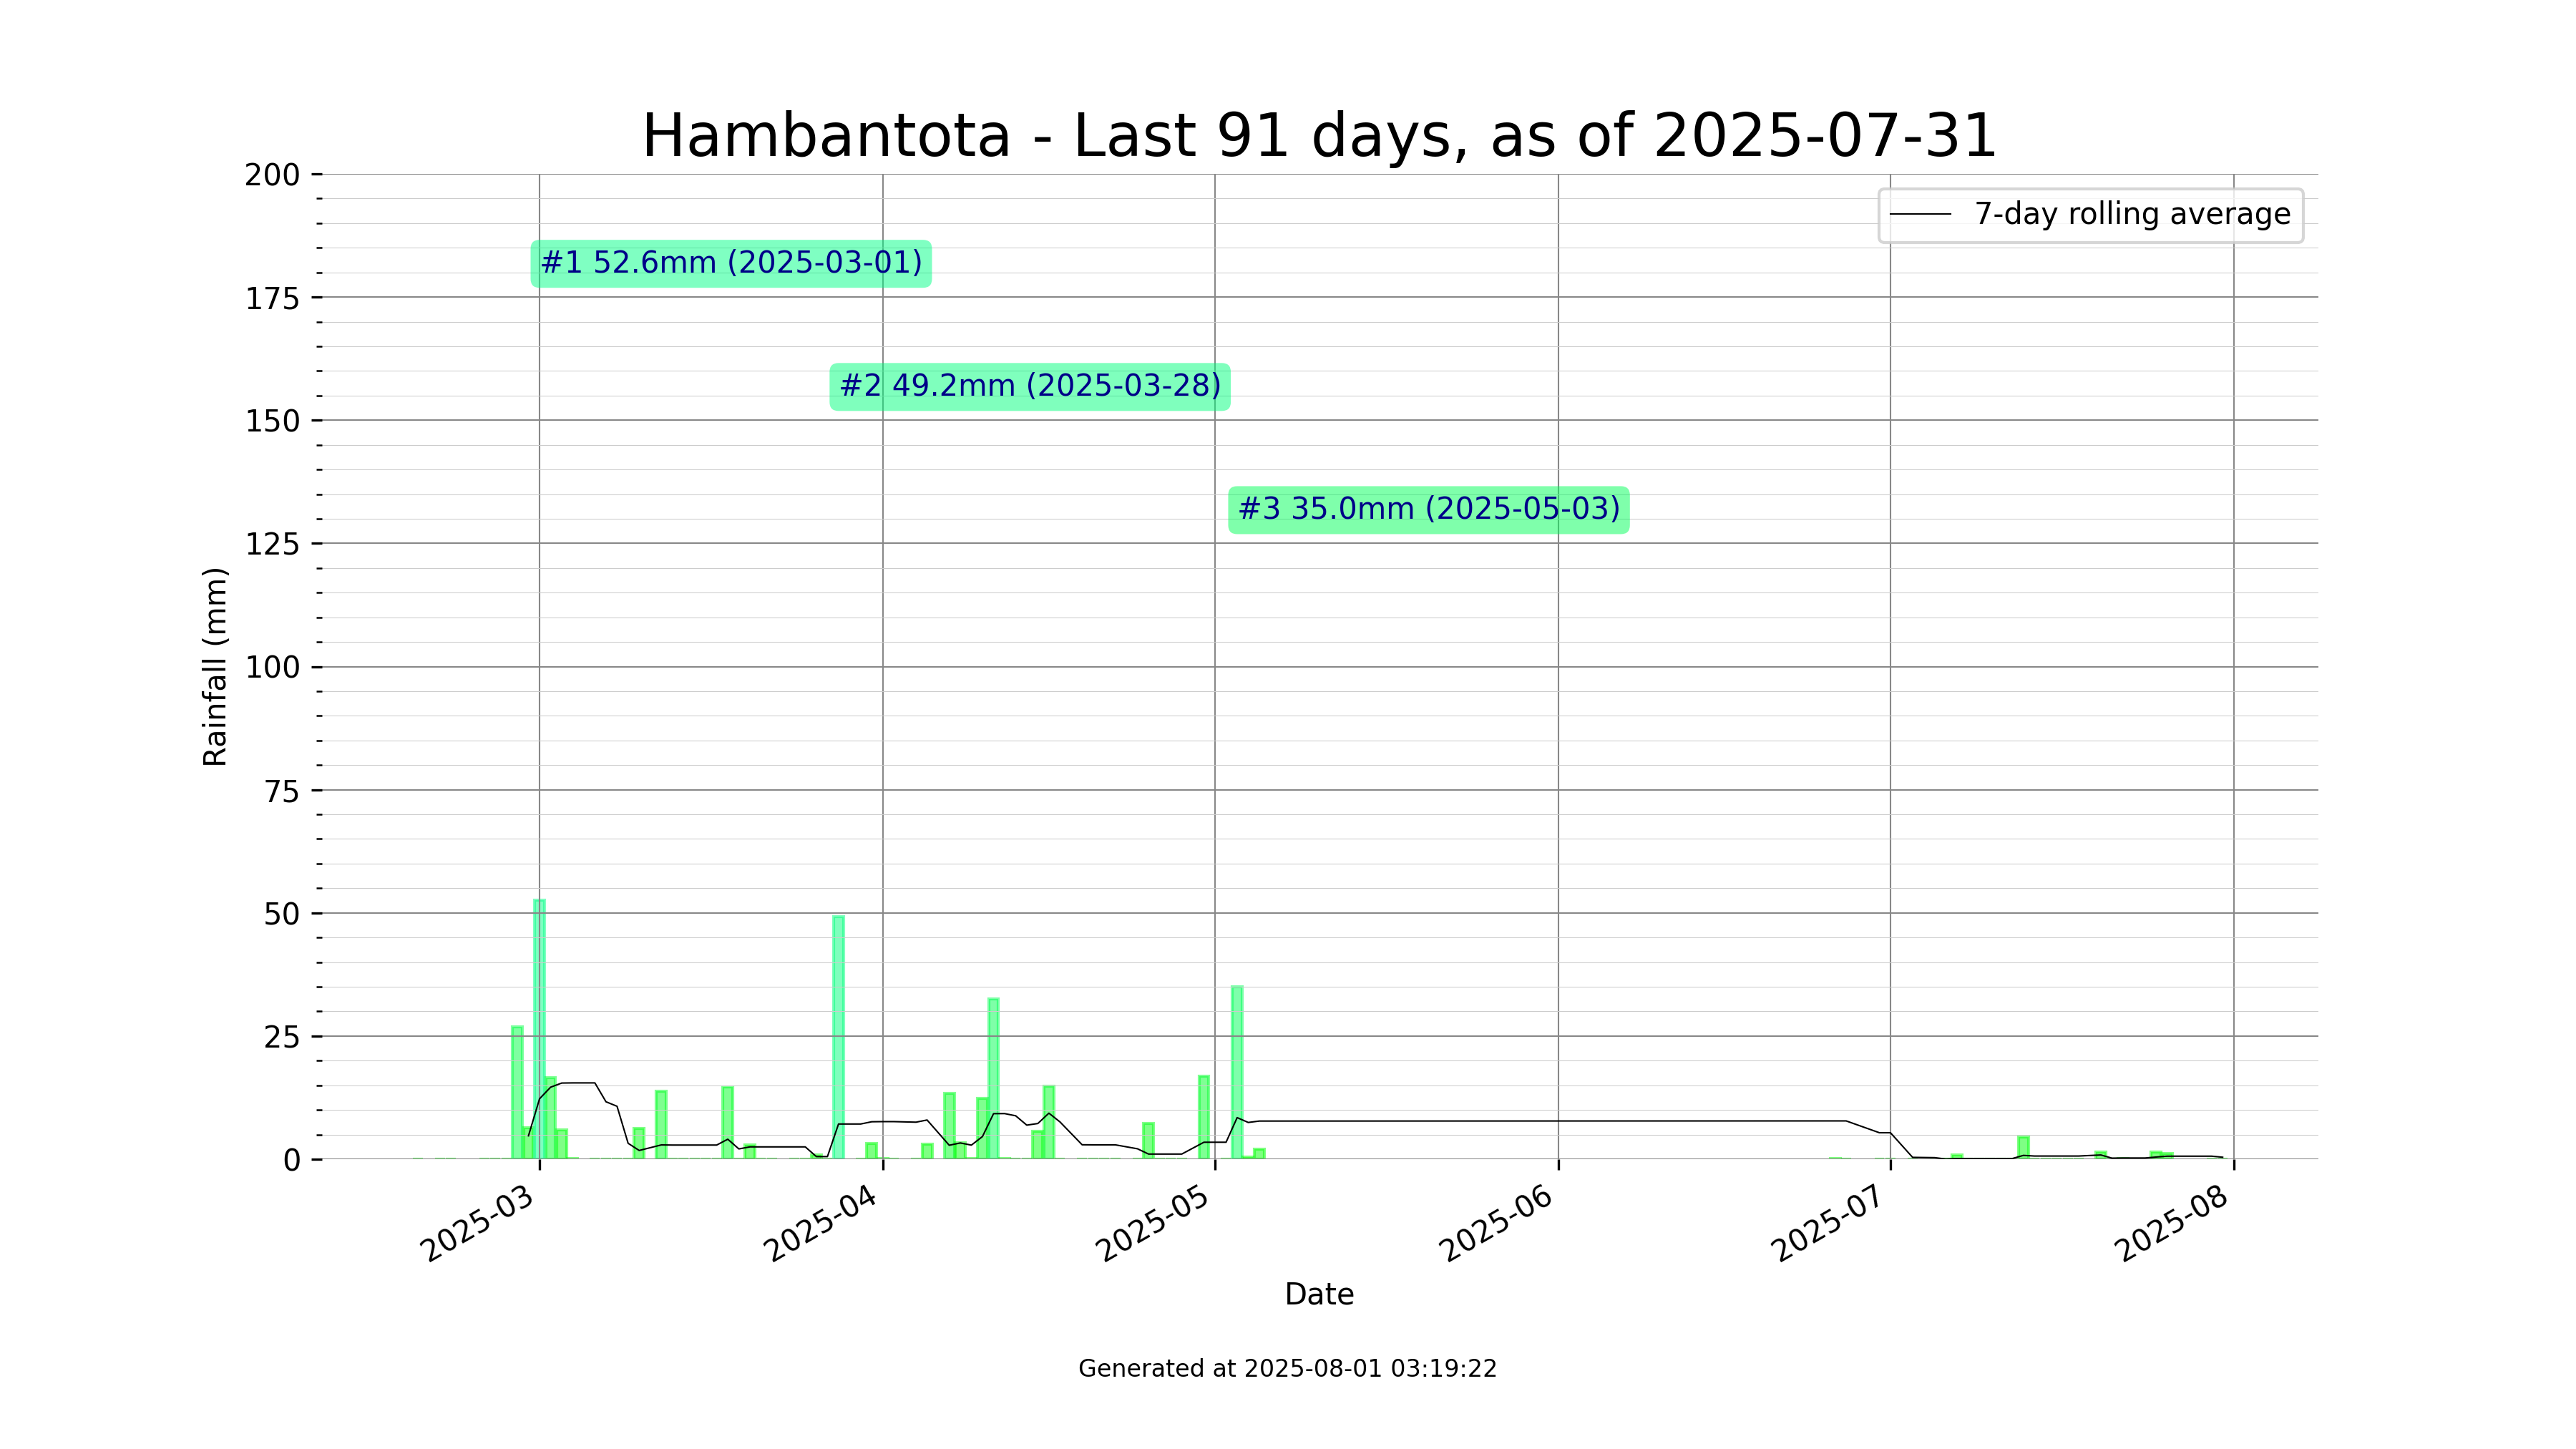 Hambantota - Last 91 days, as of 2025-07-31
7-day rolling average
#1 52.6mm (2025-03-01)
#2 49.2mm (2025-03-28)
#3 35.0mm (2025-05-03)
Rainfall (mm)
200
175
150
125
100
75
50
25
0
2025-03
2025-04
2025-05
2025-06
2025-07
2025-08
Date
Generated at 2025-08-01 03:19:22